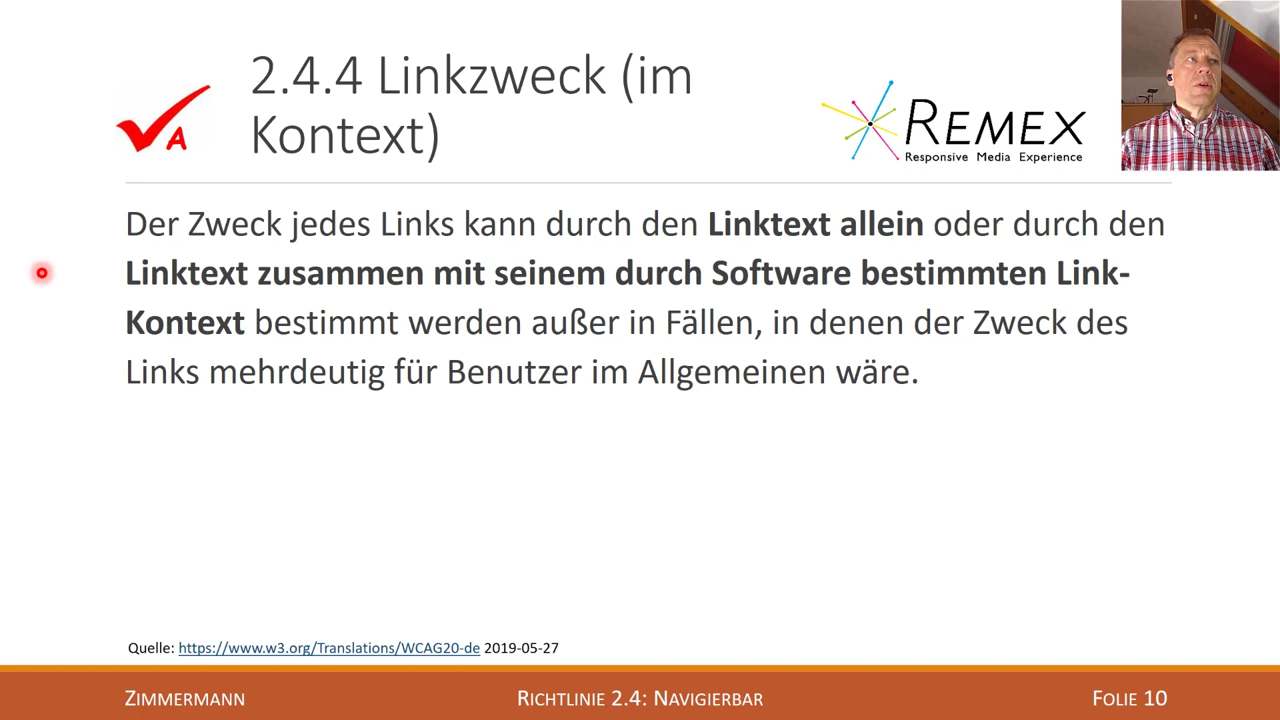 2.4.4 Linkzweck (im
Kontext)
A
REMEX
Responsive Media Experience
Der Zweck jedes Links kann durch den Linktext allein oder durch den
Linktext zusammen mit seinem durch Software bestimmten Link-
Kontext bestimmt werden außer in Fällen, in denen der Zweck des
Links mehrdeutig für Benutzer im Allgemeinen wäre.
Quelle: https://www.w3.org/Translations/WCAG20-de 2019-05-27
ZIMMERMANN
RICHTLINIE 2.4: NAVIGIERBAR
FOLIE 10